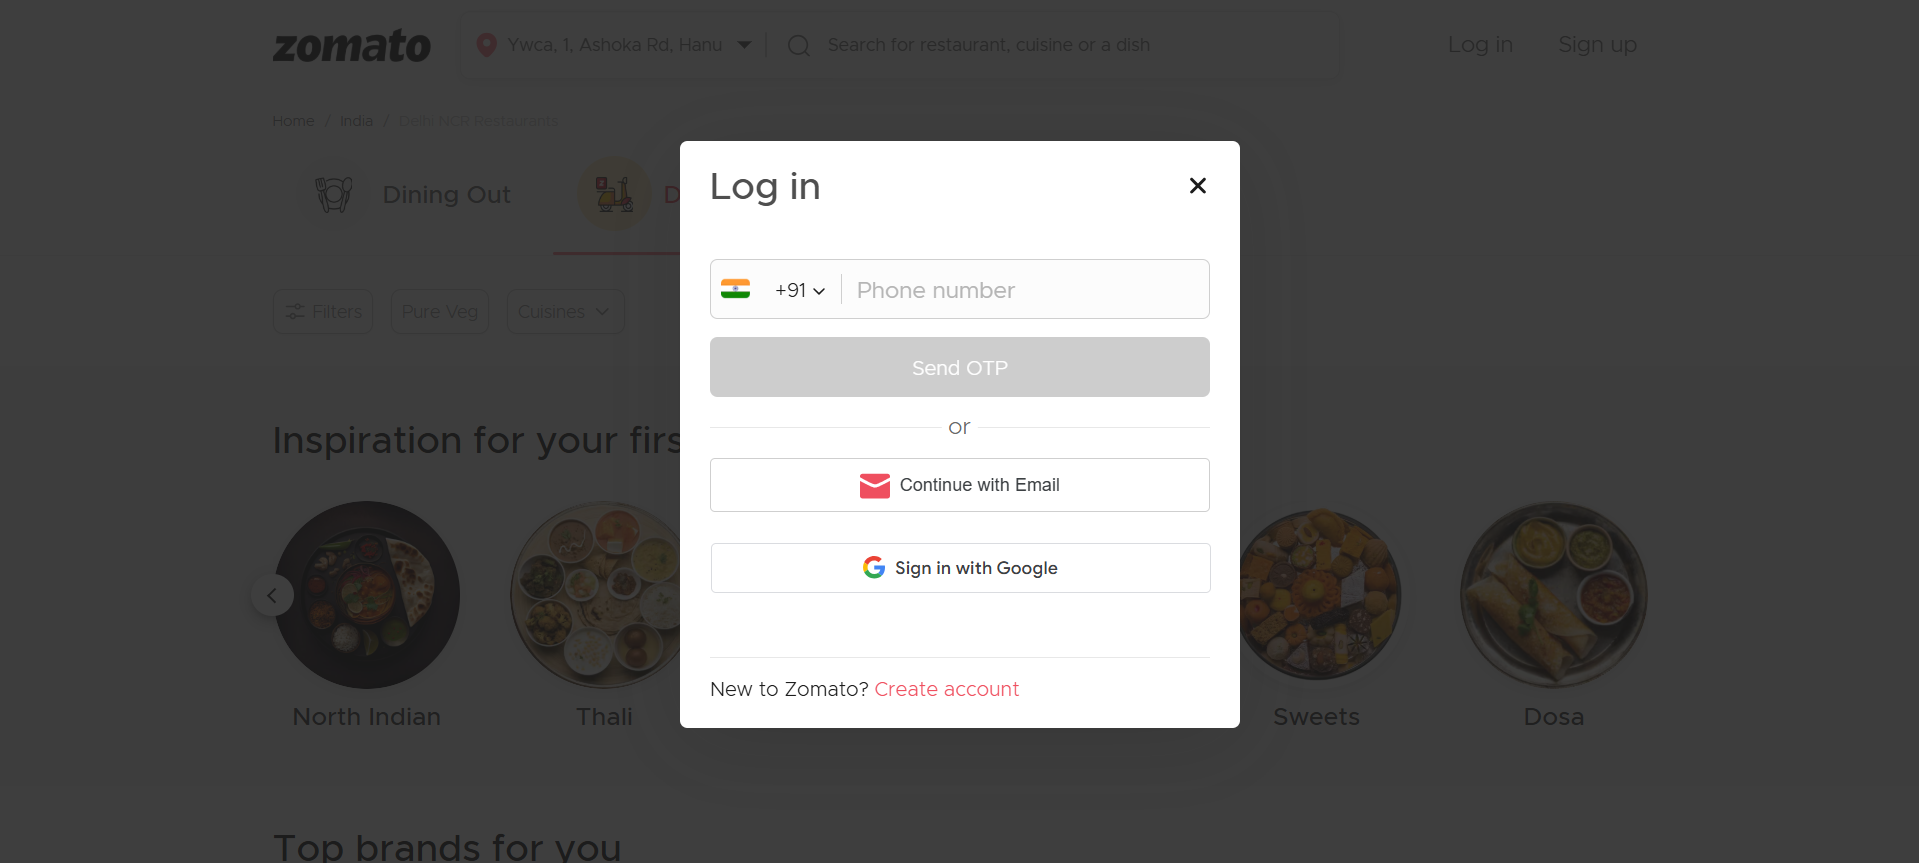 zomato
Ywca, 1, Ashoka Rd, Hanu
Search for restaurant, cuisine or a dish
Log in
Sign up
Home / India / Delhi NCR Restaurants
Dining Out
D
Filters
Pure Veg
Cuisines
Inspiration for your firs
North Indian
Thali
Sweets
Dosa
Top brands for you
Log in
+91
Phone number
Send OTP
or
Continue with Email
Sign in with Google
New to Zomato? Create account